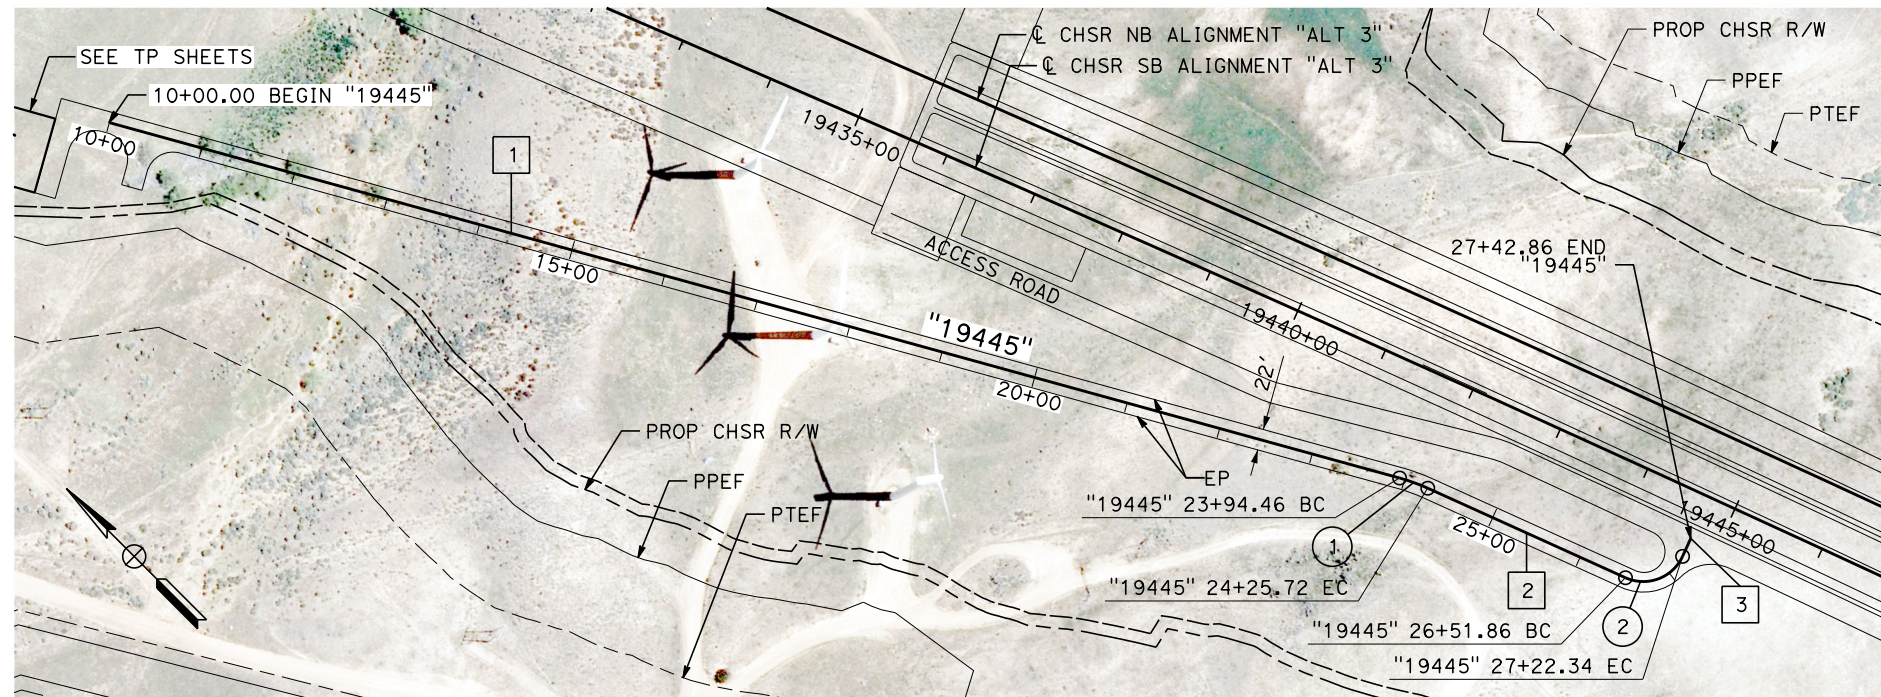 SEE TP SHEETS
10+00.00 BEGIN "19445"
10+00
1
15+00
19435+00
℄ CHSR NB ALIGNMENT "ALT 3"
℄ CHSR SB ALIGNMENT "ALT 3"
PROP CHSR R/W
PPEF
PTEF
ACCESS ROAD
27+42.86 END
"19445"
19440+00
"19445"
22'
20+00
EP
PROP CHSR R/W
PPEF
PTEF
"19445" 23+94.46 BC
1
25+00
19445+00
"19445" 24+25.72 EC
2
3
"19445" 26+51.86 BC
2
"19445" 27+22.34 EC